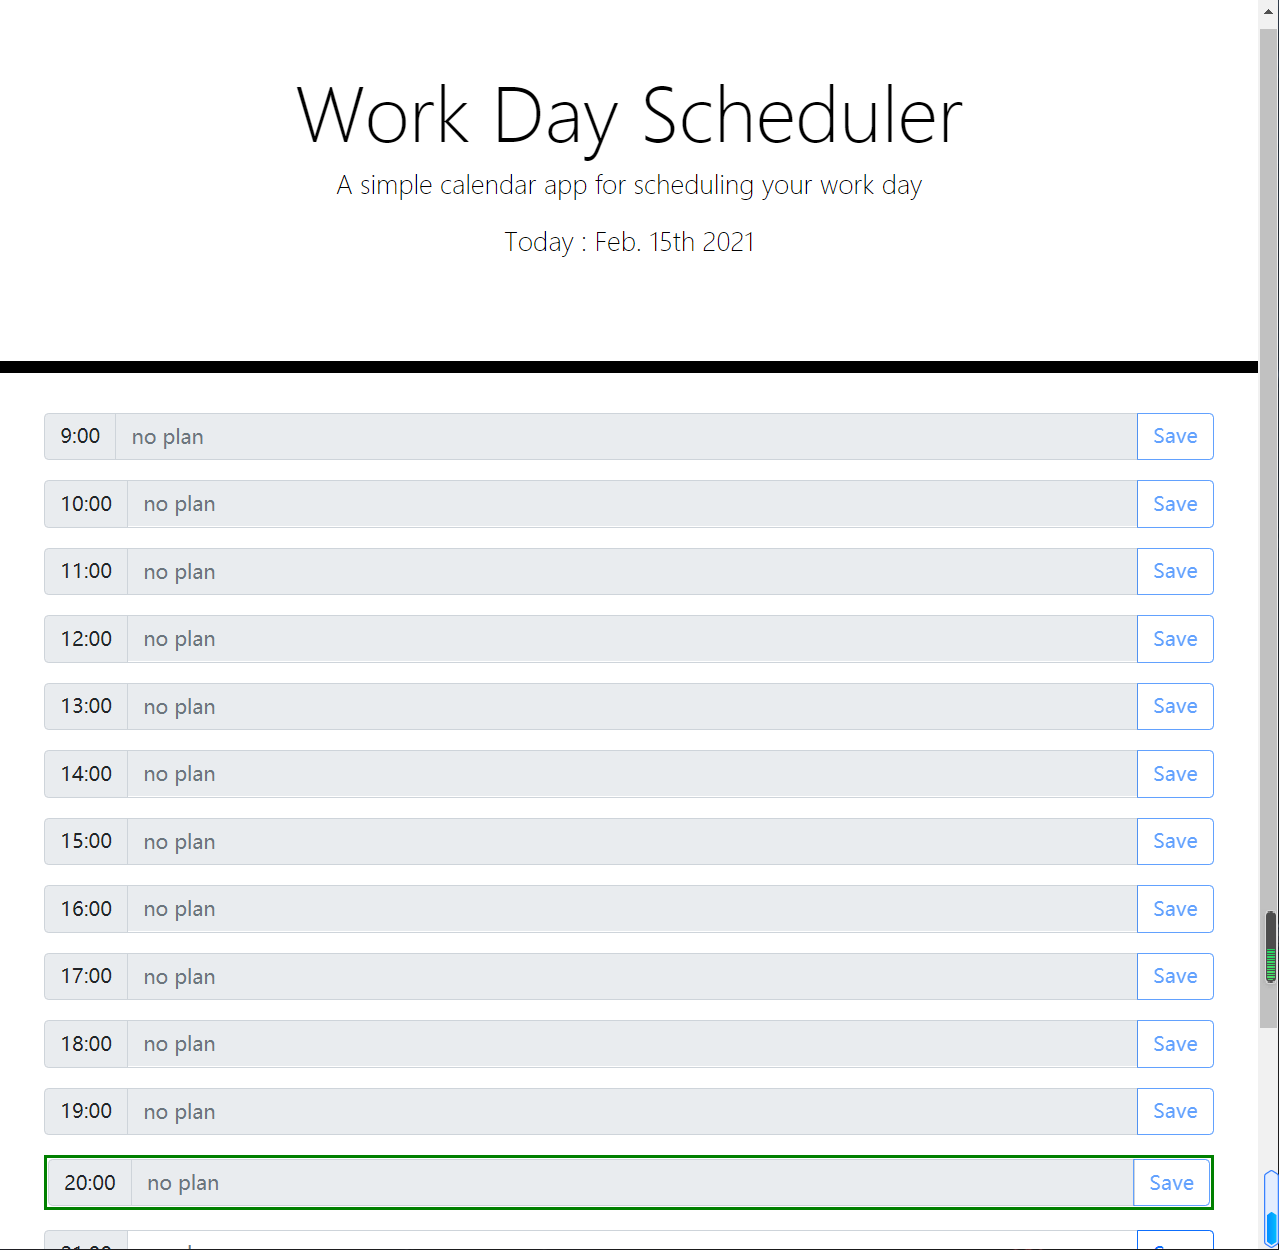 Work Day Scheduler
A simple calendar app for scheduling your work day
Today : Feb. 15th 2021
9:00 no plan Save
10:00 no plan Save
11:00 no plan Save
12:00 no plan Save
13:00 no plan Save
14:00 no plan Save
15:00 no plan Save
16:00 no plan Save
17:00 no plan Save
18:00 no plan Save
19:00 no plan Save
20:00 no plan Save